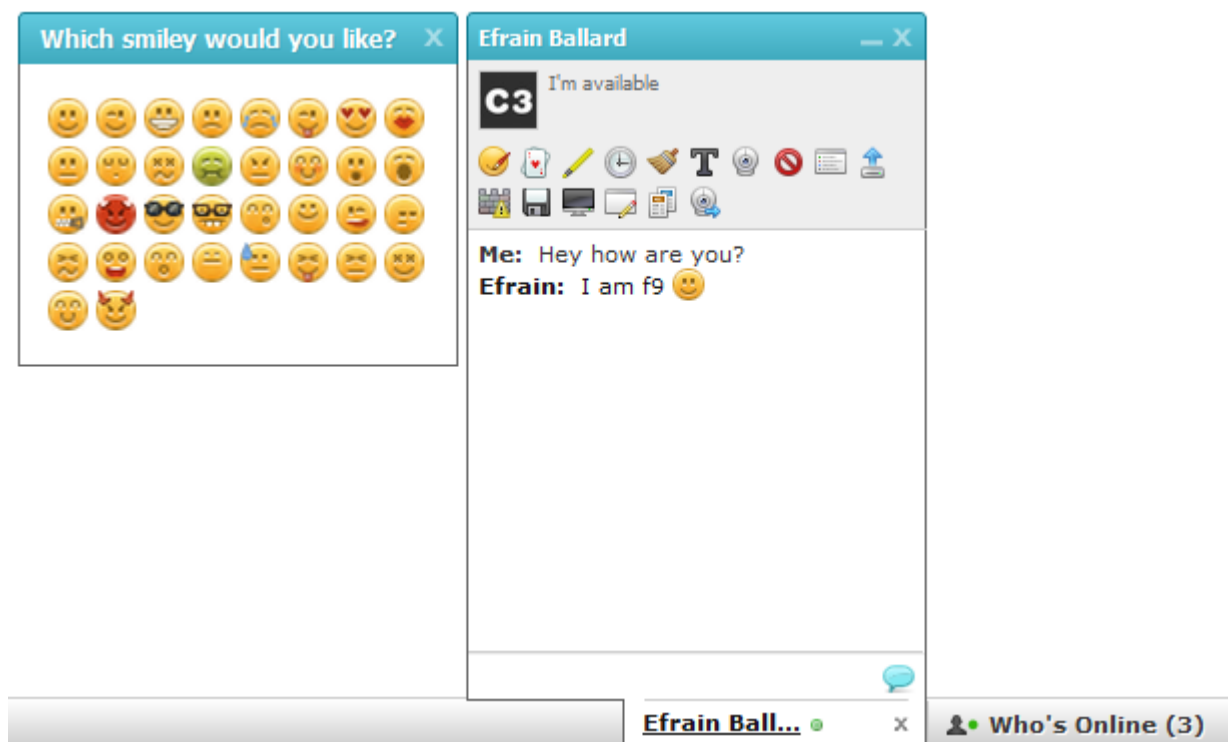 Which smiley would you like? X
Efrain Ballard – X
C3 I'm available
T
Me: Hey how are you?
Efrain: I am f9
Efrain Ball... x
Who's Online (3)